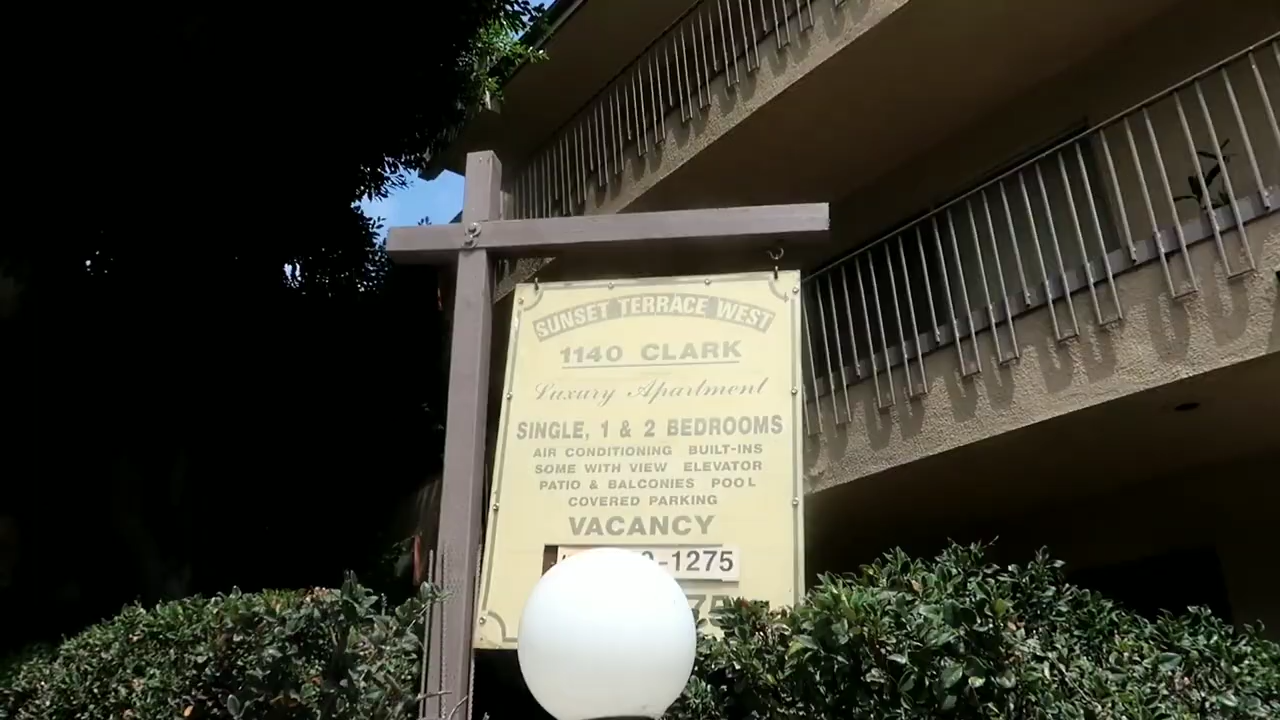 SUNSET TERRACE WEST
1140 CLARK
Luxury Apartment
SINGLE, 1 & 2 BEDROOMS
AIR CONDITIONING BUILT-INS
SOME WITH VIEW ELEVATOR
PATIO & BALCONIES POOL
COVERED PARKING
VACANCY
-1275
75